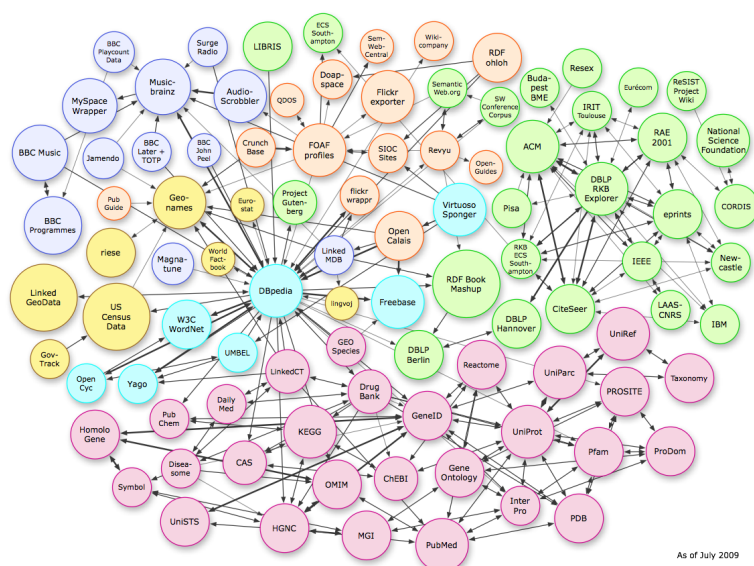 BBC
Playcount
Data
Surge
Radio
LIBRIS
ECS
South-
ampton
Sem-
Web-
Central
Wiki-
company
Music-
brainz
Doap-
space
RDF
ohloh
MySpace
Wrapper
Audio-
Scrobbler
QDOS
Flickr
exporter
Semantic
Web.org
SW
Conference
Corpus
Buda-
pest
BME
Resex
IRIT
Toulouse
Eurécom
ReSIST
Project
Wiki
BBC Music
Jamendo
BBC
Later +
TOTP
BBC
John
Peel
Crunch
Base
FOAF
profiles
SIOC
Sites
Revyu
Open-
Guides
ACM
RAE
2001
National
Science
Foundation
DBLP
RKB
Explorer
BBC
Programmes
Pub
Guide
Geo-
names
Euro-
stat
Project
Guten-
berg
flickr
wrappr
Virtuoso
Sponger
Pisa
eprints
CORDIS
riese
Magna-
tune
World
Fact-
book
Linked
MDB
Open
Calais
RKB
ECS
South-
ampton
IEEE
New-
castle
Linked
GeoData
US
Census
Data
DBpedia
lingvoj
Freebase
RDF Book
Mashup
CiteSeer
LAAS-
CNRS
IBM
W3C
WordNet
DBLP
Hannover
Gov-
Track
UMBEL
GEO
Species
DBLP
Berlin
UniRef
Open
Cyc
Yago
LinkedCT
Reactome
UniParc
Taxonomy
Daily
Med
Drug
Bank
PROSITE
Homolo
Gene
Pub
Chem
KEGG
GeneID
UniProt
Pfam
ProDom
Symbol
Disea-
some
CAS
ChEBI
Gene
Ontology
OMIM
Inter
Pro
PDB
UniSTS
HGNC
MGI
PubMed
As of July 2009